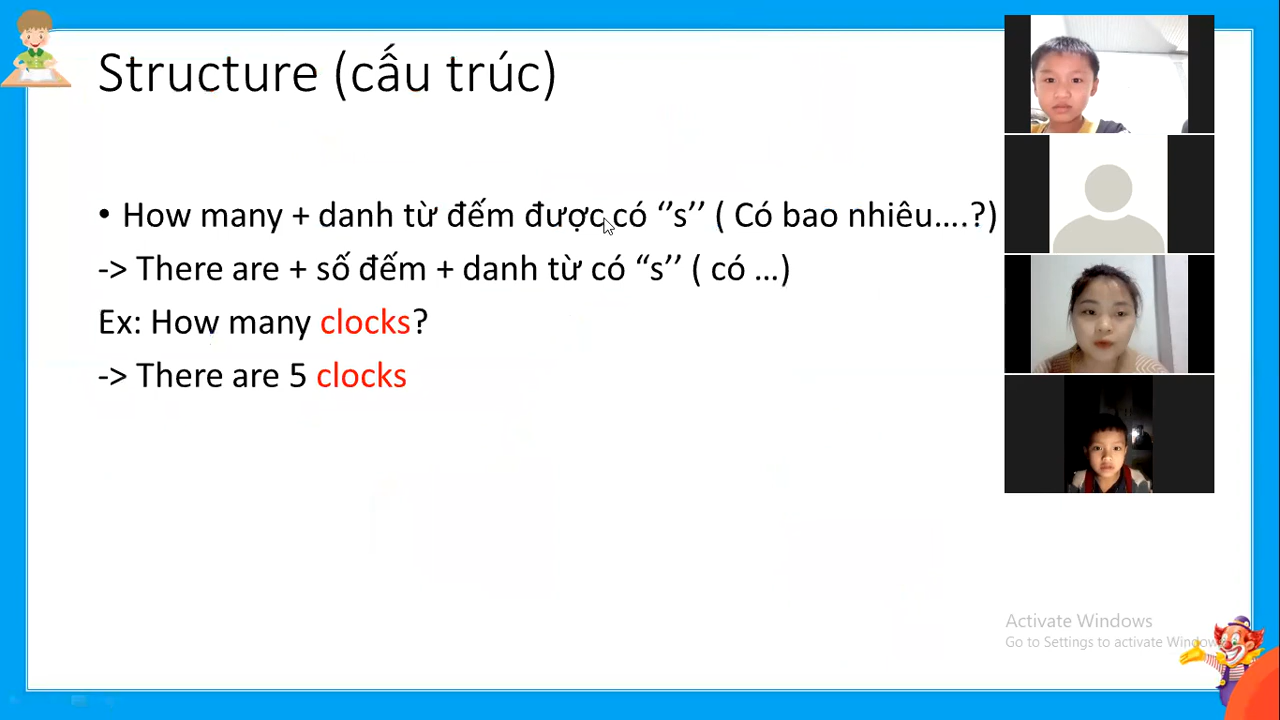 Structure (cấu trúc)
• How many + danh từ đếm được có ‘’s’’ ( Có bao nhiêu....?)
-> There are + số đếm + danh từ có “s’’ ( có ...)
Ex: How many clocks?
-> There are 5 clocks
Activate Windows
Go to Settings to activate Windows